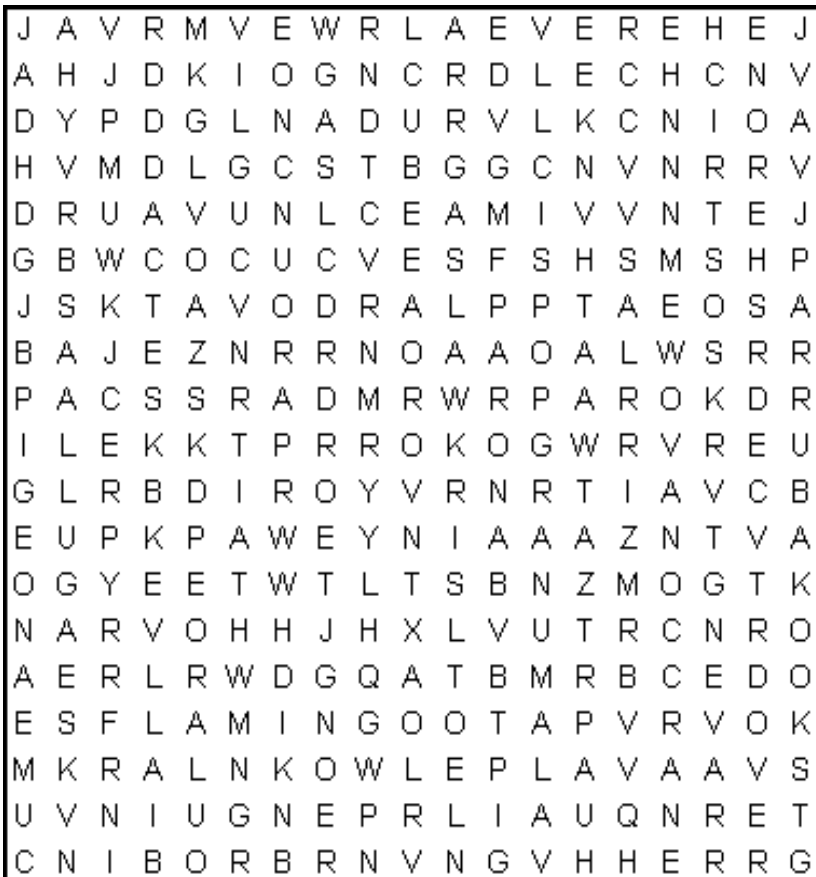 J A V R M V E W R L A E V E R E H E J
A H J D K I O G N C R D L E C H C N V
D Y P D G L N A D U R V L K C N I O A
H V M D L G C S T B G G C N V N R R V
D R U A V U N L C E A M I V V N T E J
G B W C O C U C V E S F S H S M S H P
J S K T A V O D R A L P P T A E O S A
B A J E Z N R R N O A A O A L W S R R
P A C S S R A D M R W R P A R O K D R
I L E K K T P R R O K O G W R V R E U
G L R B D I R O Y V R N R T I A V C B
E U P K P A W E Y N I A A A Z N T V A
O G Y E E T W T L T S B N Z M O G T K
N A R V O H H J H X L V U T R C N R O
A E R L R W D G Q A T B M R B C E D O
E S F L A M I N G O O T A P V R V O K
M K R A L N K O W L E P L A V A A V S
U V N I U G N E P R L I A U Q N R E T
C N I B O R B R N V N G V H H E R R G